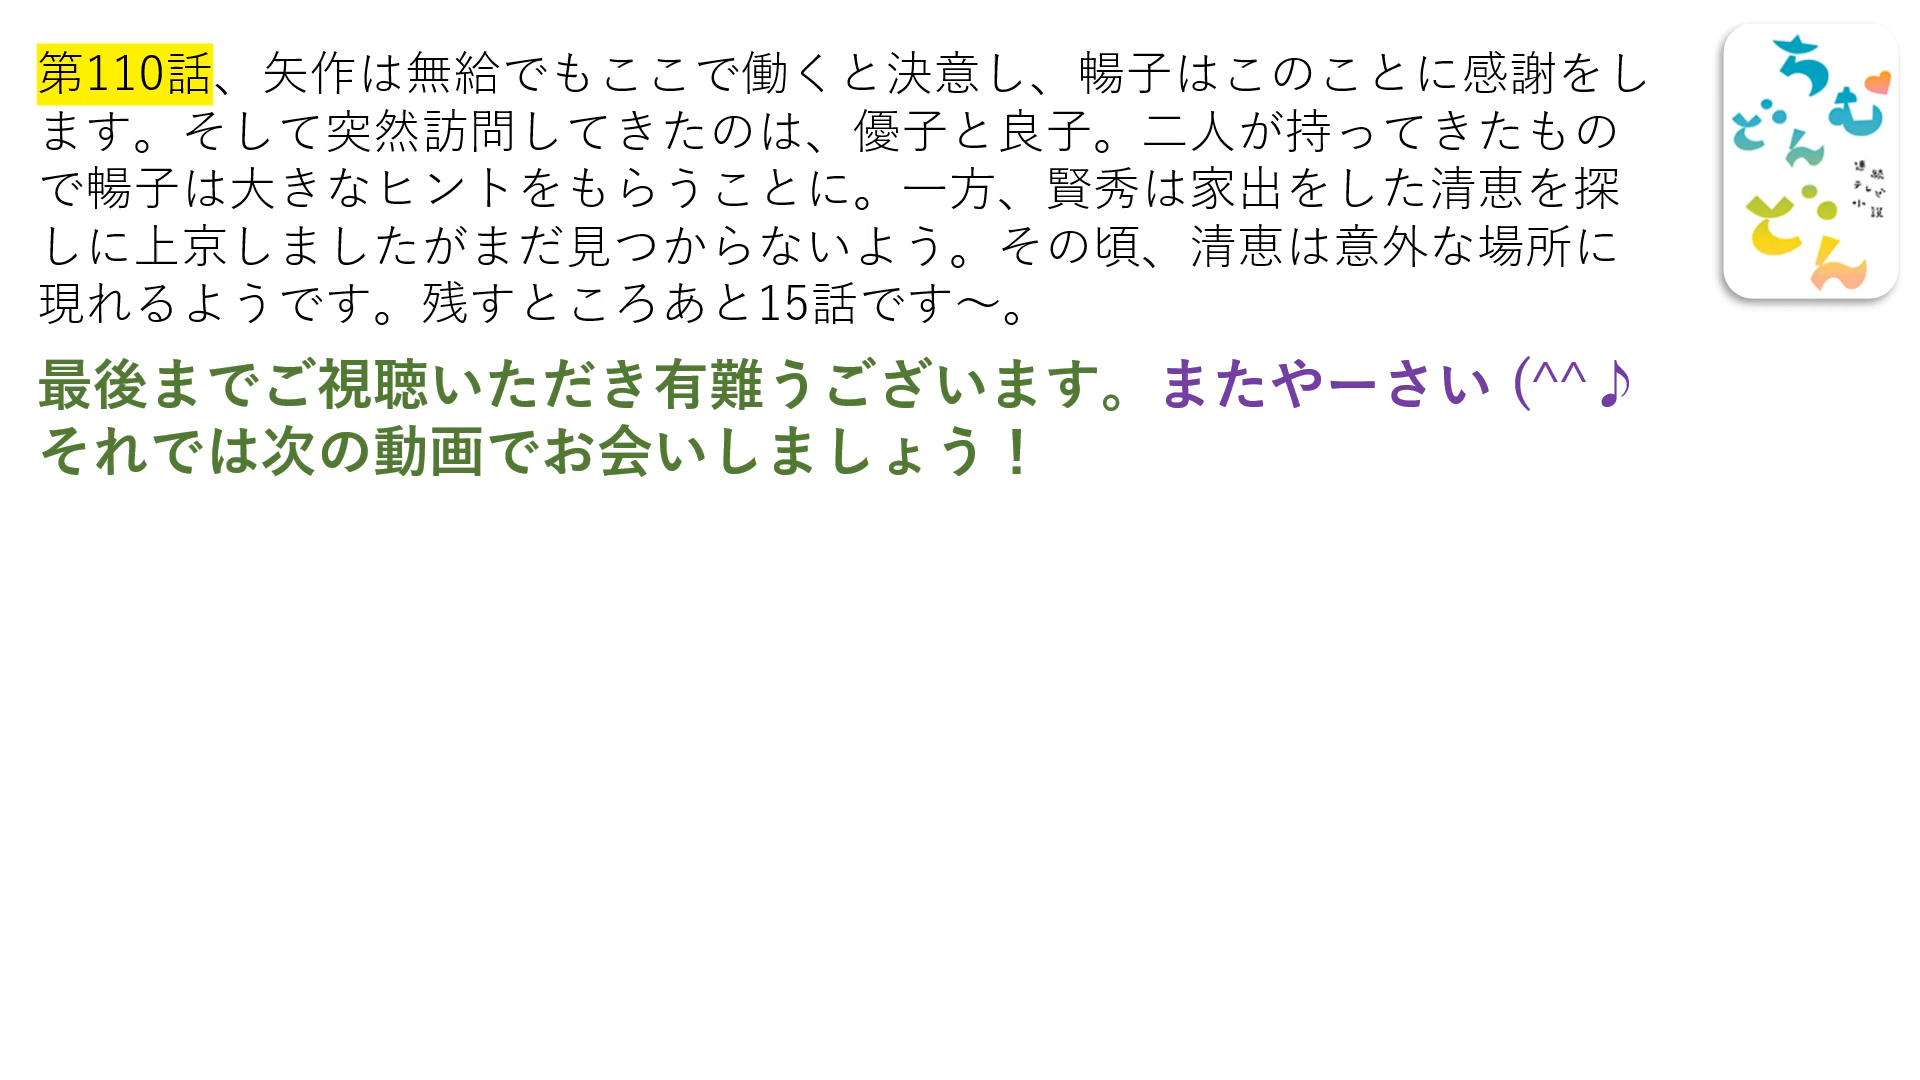 第110話、矢作は無給でもここで働くと決意し、暢子はこのことに感謝をし
ます。そして突然訪問してきたのは、優子と良子。二人が持ってきたもの
で暢子は大きなヒントをもらうことに。一方、賢秀は家出をした清恵を探
しに上京しましたがまだ見つからないよう。その頃、清恵は意外な場所に
現れるようです。残すところあと15話です～。
最後までご視聴いただき有難うございます。またやーさい (^^♪
それでは次の動画でお会いしましょう！
ちむ
どん
どん
連続
テレビ
小説